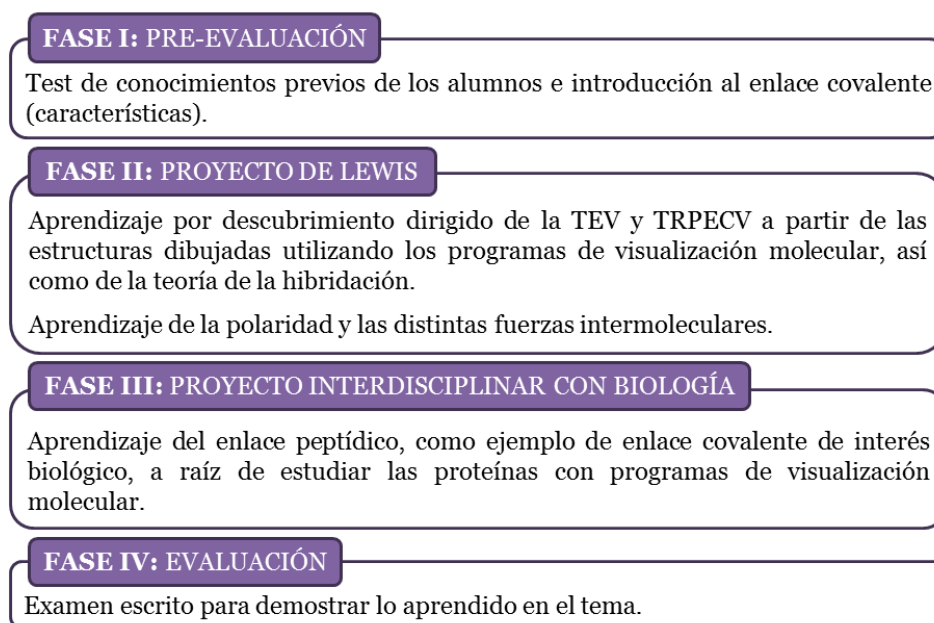 FASE I: PRE-EVALUACIÓN
Test de conocimientos previos de los alumnos e introducción al enlace covalente
(características).
FASE II: PROYECTO DE LEWIS
Aprendizaje por descubrimiento dirigido de la TEV y TRPECV a partir de las
estructuras dibujadas utilizando los programas de visualización molecular, así
como de la teoría de la hibridación.
Aprendizaje de la polaridad y las distintas fuerzas intermoleculares.
FASE III: PROYECTO INTERDISCIPLINAR CON BIOLOGÍA
Aprendizaje del enlace peptídico, como ejemplo de enlace covalente de interés
biológico, a raíz de estudiar las proteínas con programas de visualización
molecular.
FASE IV: EVALUACIÓN
Examen escrito para demostrar lo aprendido en el tema.